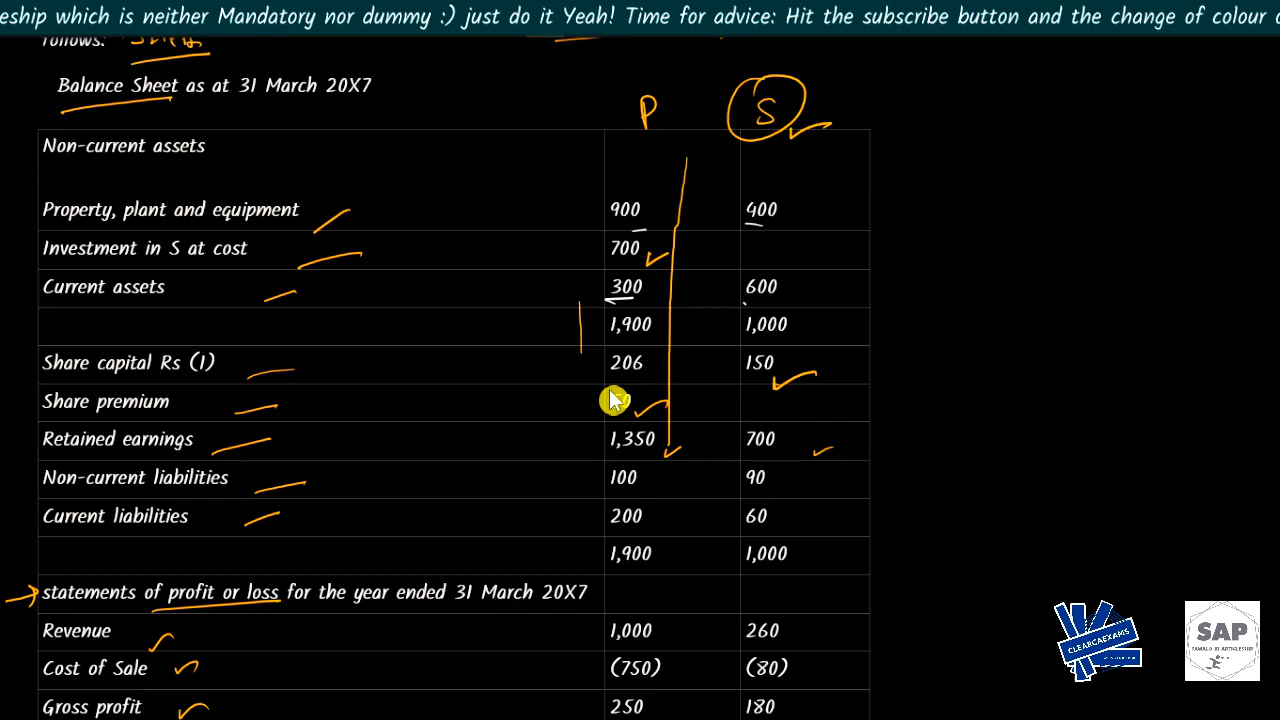 eship which is neither Mandatory nor dummy :) just do it Yeah! Time for advice: Hit the subscribe button and the change of colour
follows:
Balance Sheet as at 31 March 20X7
P S
Non-current assets
Property, plant and equipment 900 400
Investment in S at cost 700
Current assets 300 600
1,900 1,000
Share capital Rs (1) 206 150
Share premium
Retained earnings 1,350 700
Non-current liabilities 100 90
Current liabilities 200 60
1,900 1,000
statements of profit or loss for the year ended 31 March 20X7
Revenue 1,000 260
Cost of Sale (750) (80)
Gross profit 250 180
CLEARCAEXAMS
SAP
SAMALO KI ARTICLESHIP